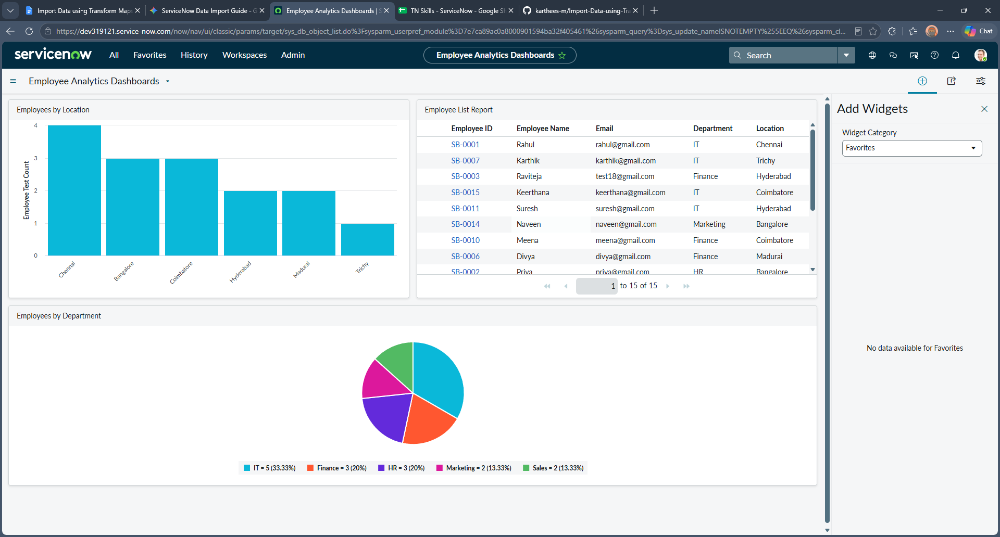 Import Data using Transform Maps
ServiceNow Data Import Guide - G
Employee Analytics Dashboards | S
TN Skills - ServiceNow - Google Sh
karthees-m/Import-Data-using-Tra
https://dev319121.service-now.com/now/nav/ui/classic/params/target/sys_db_object_list.do%3Fsysparm_userpref_module%3D7e7ca89ac0a8000901594ba32f405461%26sysparm_query%3Dsys_update_nameISNOTEMPTY%255EEQ%26sysparm_cl...
Chat
servicenow
All
Favorites
History
Workspaces
Admin
Employee Analytics Dashboards
Search
Employee Analytics Dashboards
Employees by Location
Employee Test Count
4
3
2
1
0
Chennai
Bangalore
Coimbatore
Hyderabad
Madurai
Trichy
Employee List Report
Employee ID Employee Name Email Department Location
SB-0001 Rahul rahul@gmail.com IT Chennai
SB-0007 Karthik karthik@gmail.com IT Trichy
SB-0003 Raviteja test18@gmail.com Finance Hyderabad
SB-0015 Keerthana keerthana@gmail.com IT Coimbatore
SB-0011 Suresh suresh@gmail.com IT Hyderabad
SB-0014 Naveen naveen@gmail.com Marketing Bangalore
SB-0010 Meena meena@gmail.com Finance Coimbatore
SB-0006 Divya divya@gmail.com Finance Madurai
SB-0002 Priya priya@gmail.com HR Bangalore
1 to 15 of 15
Employees by Department
IT = 5 (33.33%) Finance = 3 (20%) HR = 3 (20%) Marketing = 2 (13.33%) Sales = 2 (13.33%)
Add Widgets
Widget Category
Favorites
No data available for Favorites